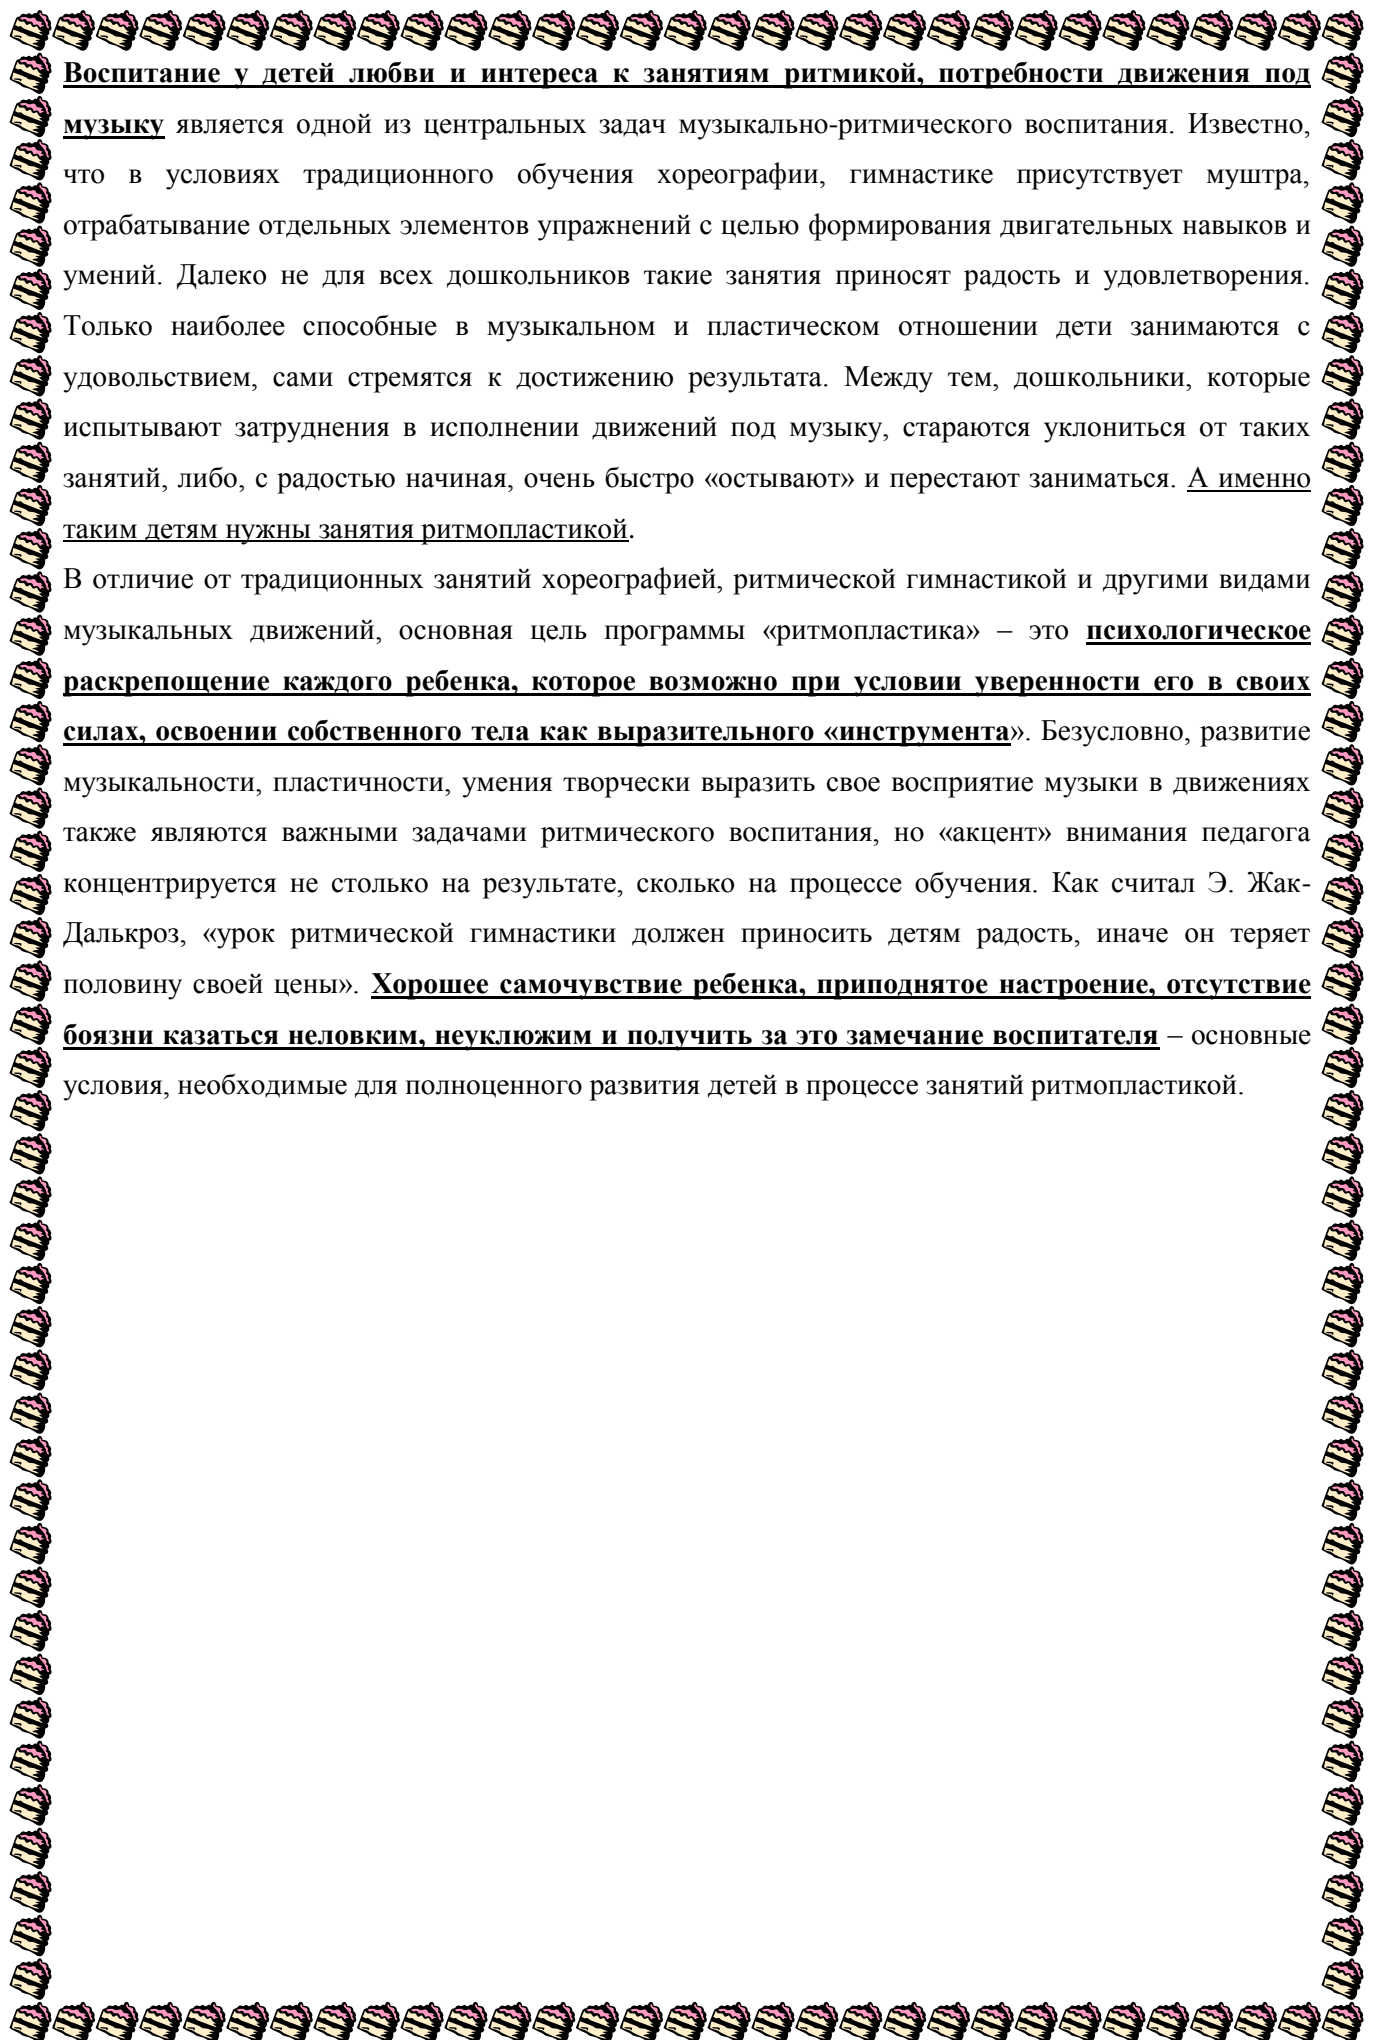 Воспитание у детей любви и интереса к занятиям ритмикой, потребности движения под
музыку является одной из центральных задач музыкально-ритмического воспитания. Известно,
что в условиях традиционного обучения хореографии, гимнастике присутствует муштра,
отрабатывание отдельных элементов упражнений с целью формирования двигательных навыков и
умений. Далеко не для всех дошкольников такие занятия приносят радость и удовлетворения.
Только наиболее способные в музыкальном и пластическом отношении дети занимаются с
удовольствием, сами стремятся к достижению результата. Между тем, дошкольники, которые
испытывают затруднения в исполнении движений под музыку, стараются уклониться от таких
занятий, либо, с радостью начиная, очень быстро «остывают» и перестают заниматься. А именно
таким детям нужны занятия ритмопластикой.
В отличие от традиционных занятий хореографией, ритмической гимнастикой и другими видами
музыкальных движений, основная цель программы «ритмопластика» – это психологическое
раскрепощение каждого ребенка, которое возможно при условии уверенности его в своих
силах, освоении собственного тела как выразительного «инструмента». Безусловно, развитие
музыкальности, пластичности, умения творчески выразить свое восприятие музыки в движениях
также являются важными задачами ритмического воспитания, но «акцент» внимания педагога
концентрируется не столько на результате, сколько на процессе обучения. Как считал Э. Жак-
Далькроз, «урок ритмической гимнастики должен приносить детям радость, иначе он теряет
половину своей цены». Хорошее самочувствие ребенка, приподнятое настроение, отсутствие
боязни казаться неловким, неуклюжим и получить за это замечание воспитателя – основные
условия, необходимые для полноценного развития детей в процессе занятий ритмопластикой.